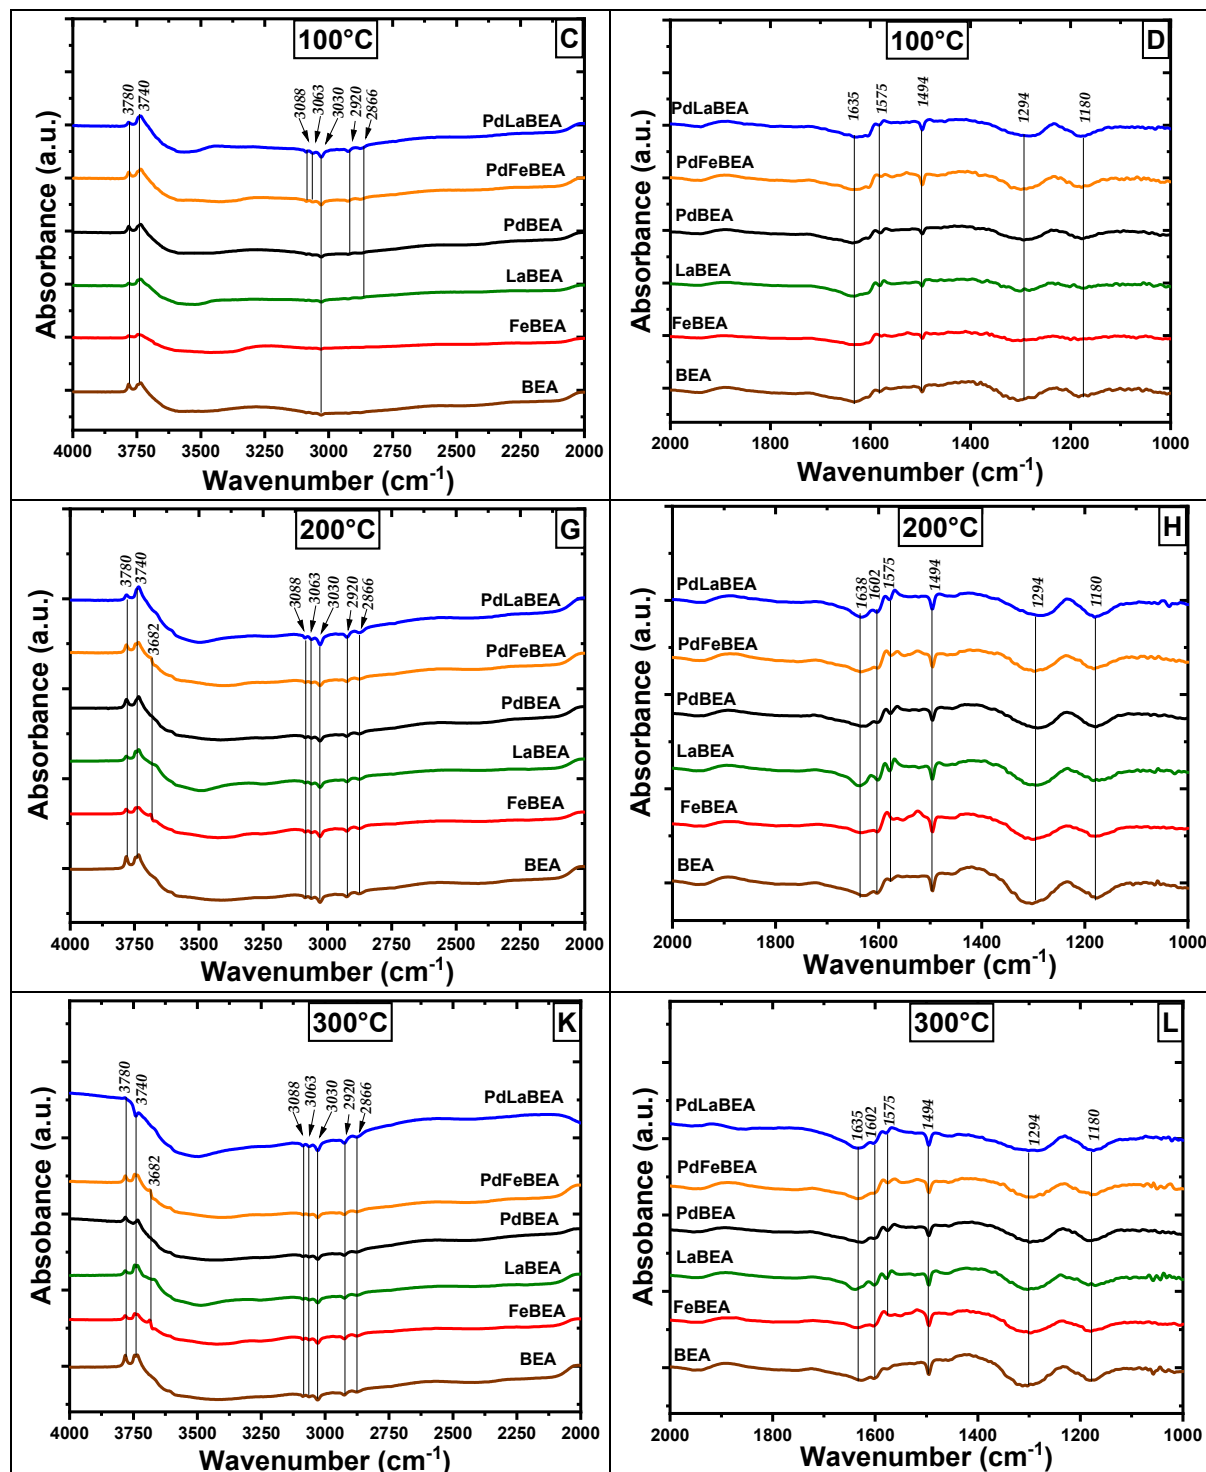 100°C
C
3780
3740
3088
3063
3030
2920
2866
PdLaBEA
PdFeBEA
PdBEA
LaBEA
FeBEA
BEA
Absorbance (a.u.)
4000 3750 3500 3250 3000 2750 2500 2250 2000
Wavenumber (cm⁻¹)
100°C
D
1635
1575
1494
1294
1180
PdLaBEA
PdFeBEA
PdBEA
LaBEA
FeBEA
BEA
Absorbance (a.u.)
2000 1800 1600 1400 1200 1000
Wavenumber (cm⁻¹)
200°C
G
3780
3740
3682
3088
3063
3030
2920
2866
PdLaBEA
PdFeBEA
PdBEA
LaBEA
FeBEA
BEA
Absorbance (a.u.)
4000 3750 3500 3250 3000 2750 2500 2250 2000
Wavenumber (cm⁻¹)
200°C
H
1638
1602
1575
1494
1294
1180
PdLaBEA
PdFeBEA
PdBEA
LaBEA
FeBEA
BEA
Absorbance (a.u.)
2000 1800 1600 1400 1200 1000
Wavenumber (cm⁻¹)
300°C
K
3780
3740
3682
3088
3063
3030
2920
2866
PdLaBEA
PdFeBEA
PdBEA
LaBEA
FeBEA
BEA
Absobance (a.u.)
4000 3750 3500 3250 3000 2750 2500 2250 2000
Wavenumber (cm⁻¹)
300°C
L
1635
1602
1575
1494
1294
1180
PdLaBEA
PdFeBEA
PdBEA
LaBEA
FeBEA
BEA
Absorbance (a.u.)
2000 1800 1600 1400 1200 1000
Wavenumber (cm⁻¹)